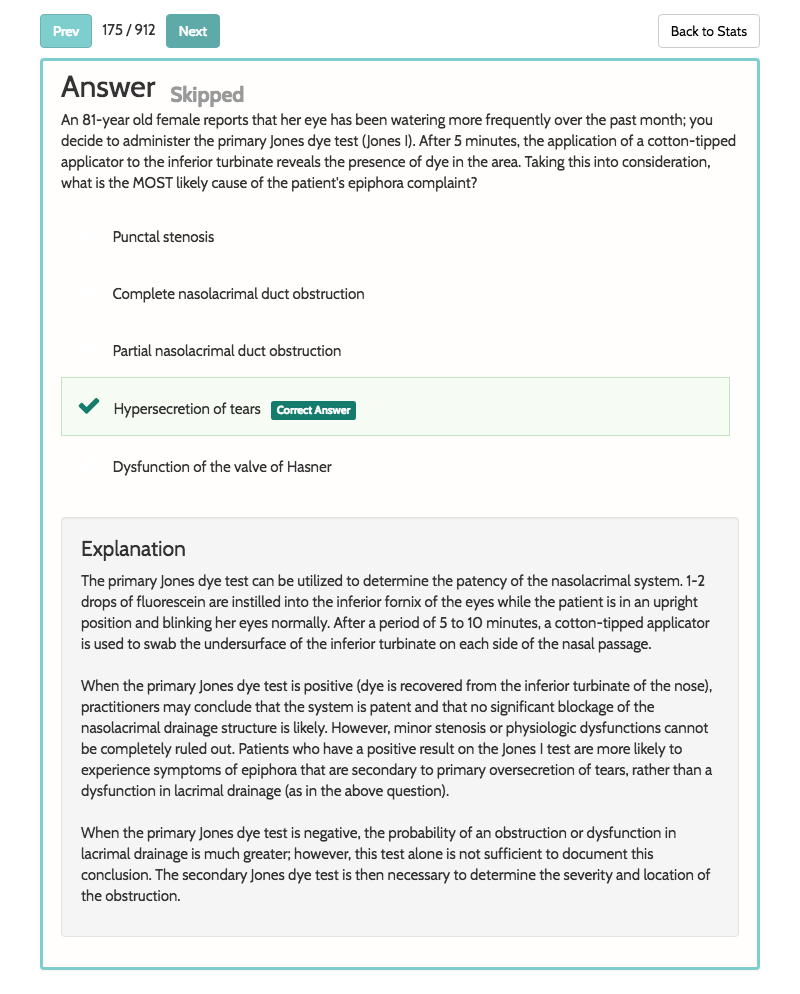 Prev 175 / 912 Next Back to Stats
Answer Skipped
An 81-year old female reports that her eye has been watering more frequently over the past month; you
decide to administer the primary Jones dye test (Jones I). After 5 minutes, the application of a cotton-tipped
applicator to the inferior turbinate reveals the presence of dye in the area. Taking this into consideration,
what is the MOST likely cause of the patient's epiphora complaint?
Punctal stenosis
Complete nasolacrimal duct obstruction
Partial nasolacrimal duct obstruction
Hypersecretion of tears Correct Answer
Dysfunction of the valve of Hasner
Explanation
The primary Jones dye test can be utilized to determine the patency of the nasolacrimal system. 1-2
drops of fluorescein are instilled into the inferior fornix of the eyes while the patient is in an upright
position and blinking her eyes normally. After a period of 5 to 10 minutes, a cotton-tipped applicator
is used to swab the undersurface of the inferior turbinate on each side of the nasal passage.
When the primary Jones dye test is positive (dye is recovered from the inferior turbinate of the nose),
practitioners may conclude that the system is patent and that no significant blockage of the
nasolacrimal drainage structure is likely. However, minor stenosis or physiologic dysfunctions cannot
be completely ruled out. Patients who have a positive result on the Jones I test are more likely to
experience symptoms of epiphora that are secondary to primary oversecretion of tears, rather than a
dysfunction in lacrimal drainage (as in the above question).
When the primary Jones dye test is negative, the probability of an obstruction or dysfunction in
lacrimal drainage is much greater; however, this test alone is not sufficient to document this
conclusion. The secondary Jones dye test is then necessary to determine the severity and location of
the obstruction.